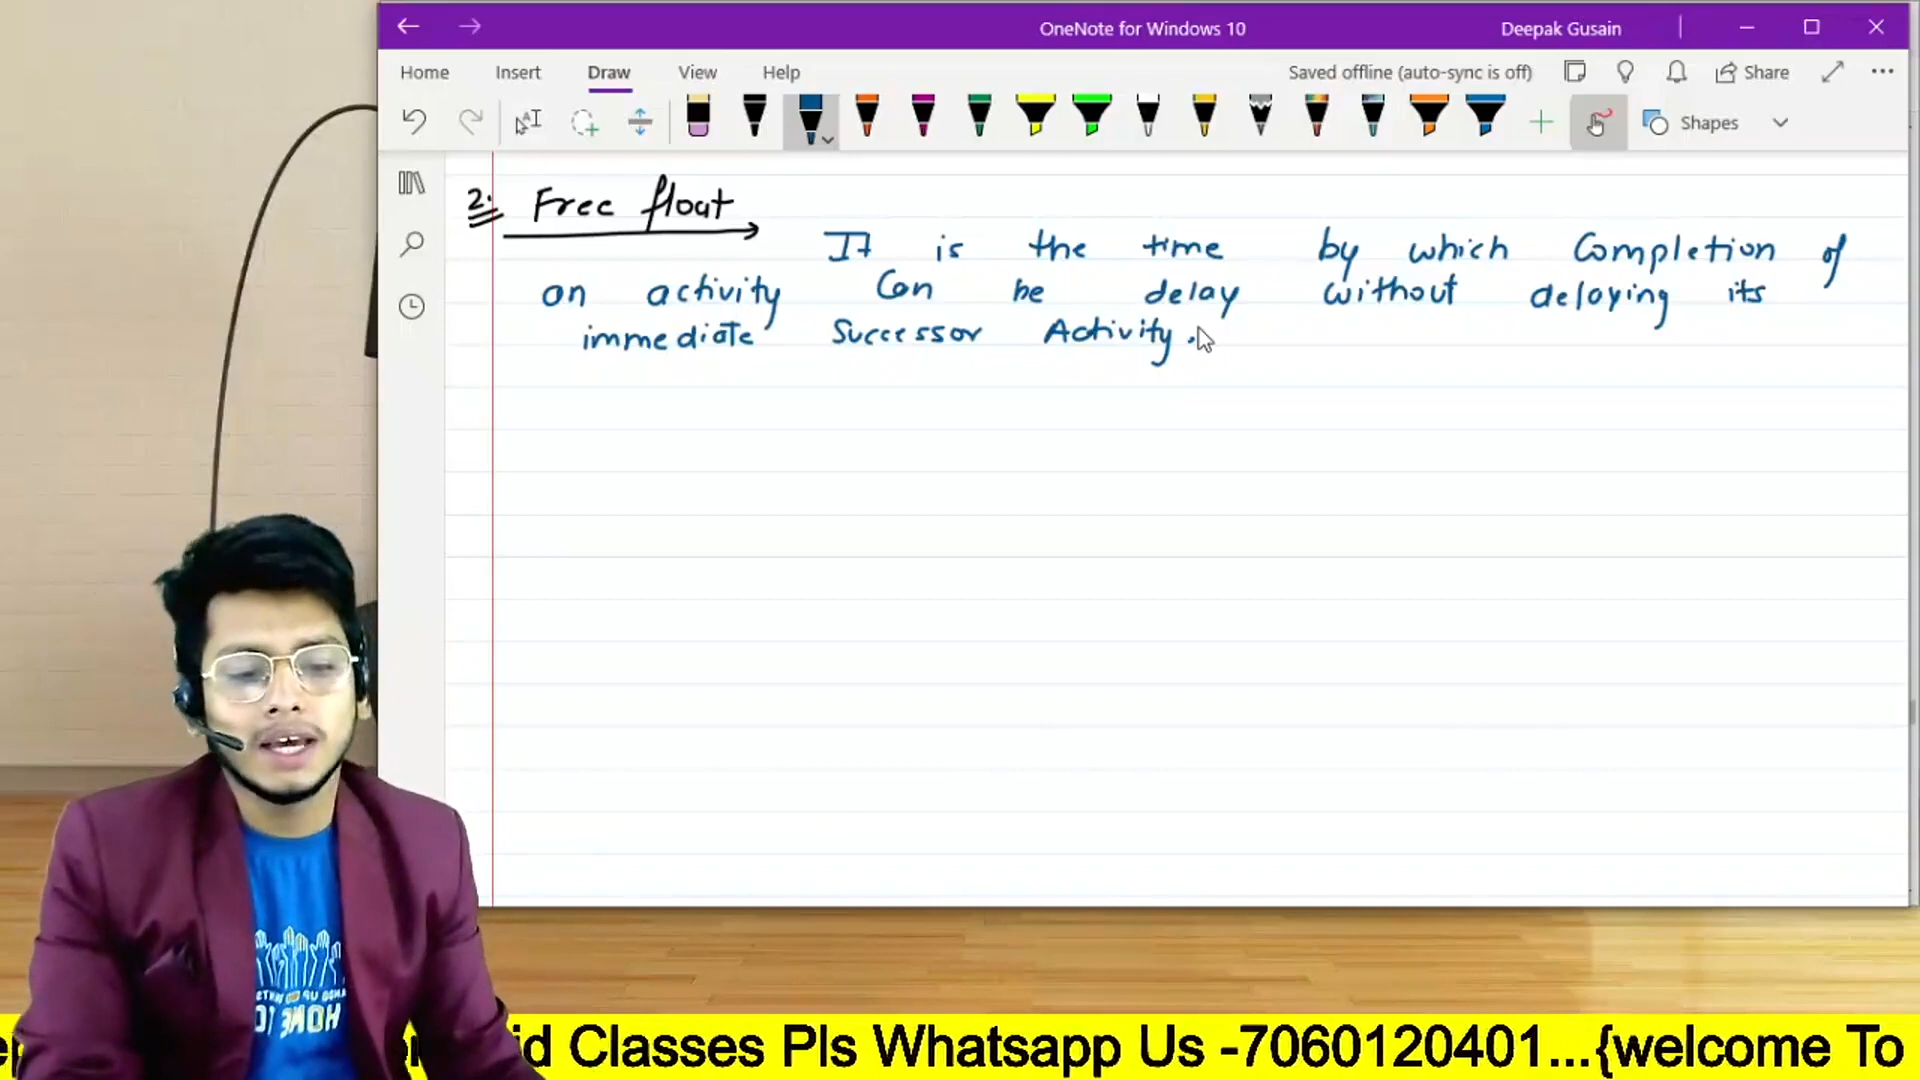 OneNote for Windows 10
Deepak Gusain
Home Insert Draw View Help
Saved offline (auto-sync is off) Share
Shapes
2. Free float
It is the time by which Completion of
an activity Can be delay without delaying its
immediate Successor Activity.
HOME TO
id Classes Pls Whatsapp Us -7060120401...{welcome To